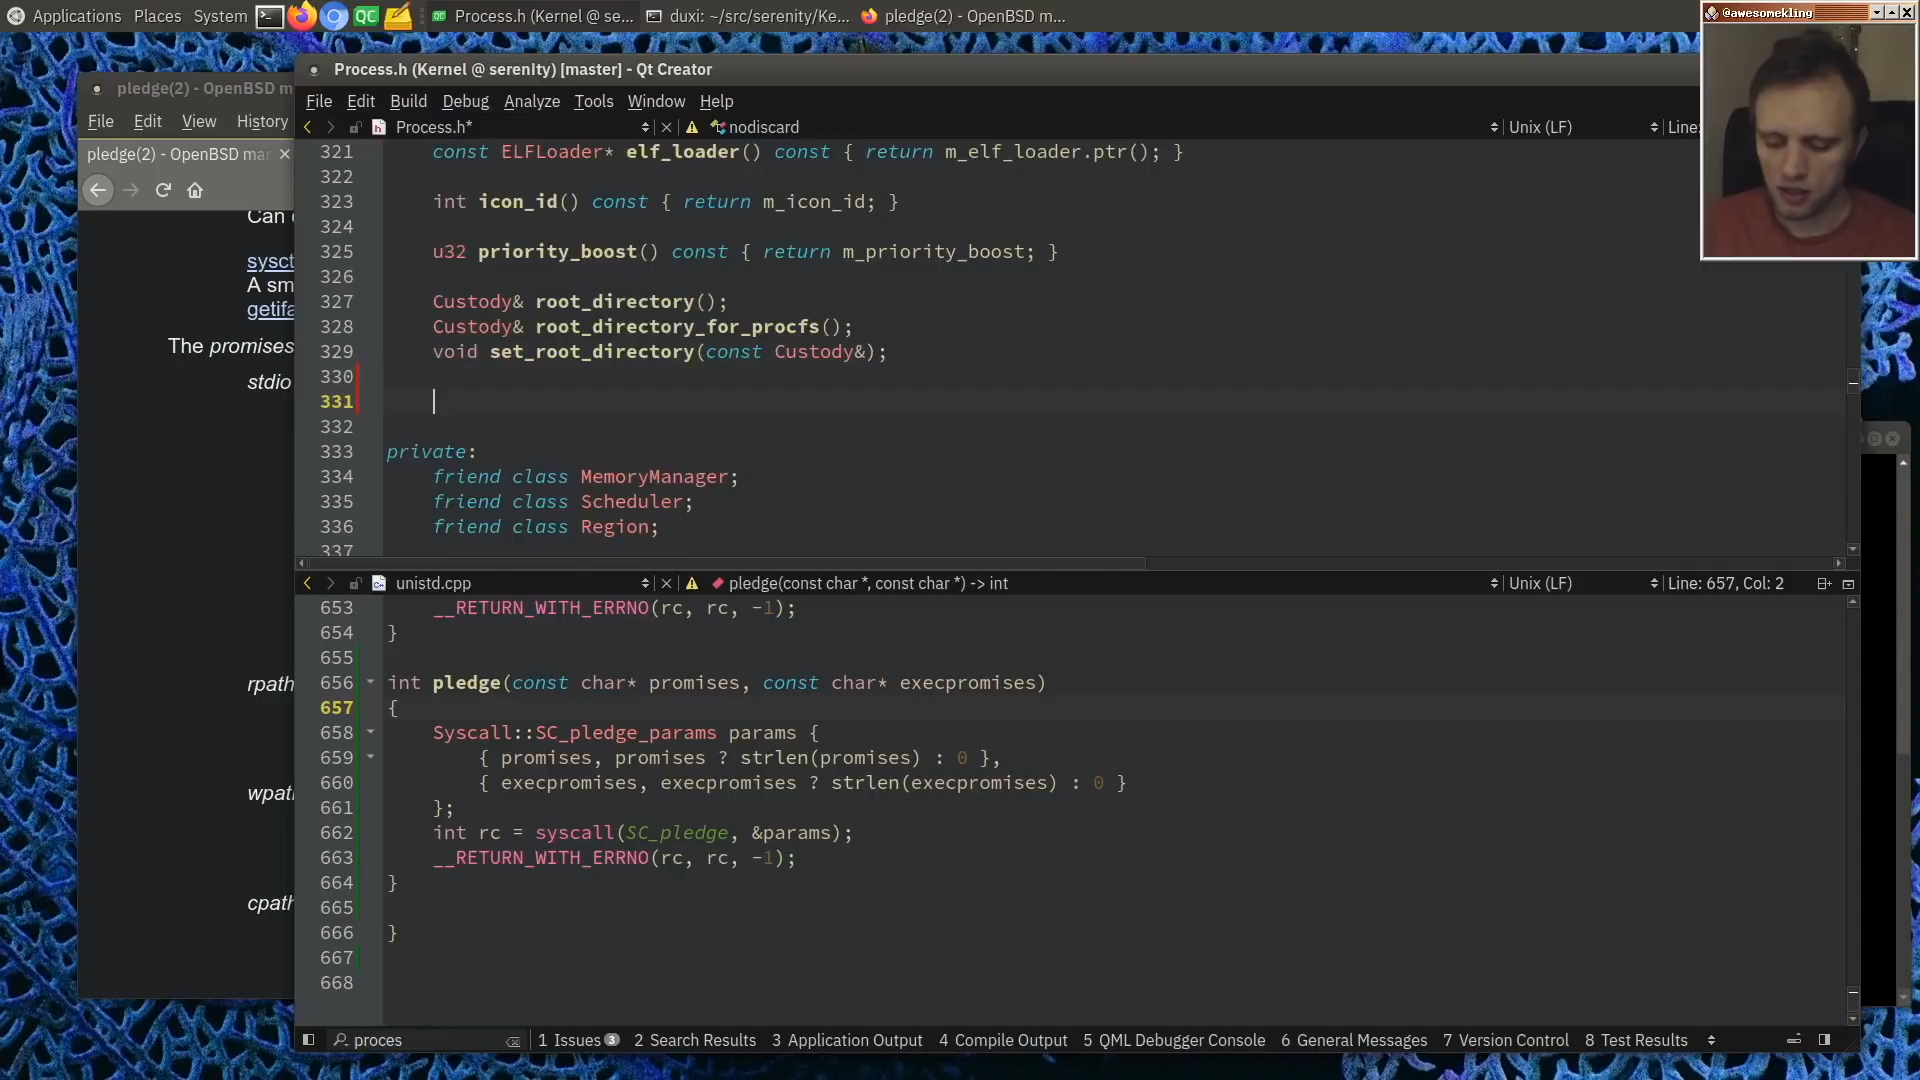 Applications Places System QC Process.h (Kernel @ se... duxi: ~/src/serenity/Ke... pledge(2) - OpenBSD m...
@awesomekling
Process.h (Kernel @ serenity) [master] - Qt Creator
pledge(2) - OpenBSD m
File Edit Build Debug Analyze Tools Window Help
File Edit View History
Process.h* nodiscard Unix (LF) Line:
pledge(2) - OpenBSD ma
Can
sysct
A sm
getifa
The promises
stdio
rpath
wpath
cpath
321 const ELFLoader* elf_loader() const { return m_elf_loader.ptr(); }
322
323 int icon_id() const { return m_icon_id; }
324
325 u32 priority_boost() const { return m_priority_boost; }
326
327 Custody& root_directory();
328 Custody& root_directory_for_procfs();
329 void set_root_directory(const Custody&);
330
331
332
333 private:
334 friend class MemoryManager;
335 friend class Scheduler;
336 friend class Region;
337
unistd.cpp pledge(const char *, const char *) -> int Unix (LF) Line: 657, Col: 2
653 __RETURN_WITH_ERRNO(rc, rc, -1);
654 }
655
656 int pledge(const char* promises, const char* execpromises)
657 {
658 Syscall::SC_pledge_params params {
659 { promises, promises ? strlen(promises) : 0 },
660 { execpromises, execpromises ? strlen(execpromises) : 0 }
661 };
662 int rc = syscall(SC_pledge, &params);
663 __RETURN_WITH_ERRNO(rc, rc, -1);
664 }
665
666 }
667
668
proces 1 Issues 3 2 Search Results 3 Application Output 4 Compile Output 5 QML Debugger Console 6 General Messages 7 Version Control 8 Test Results